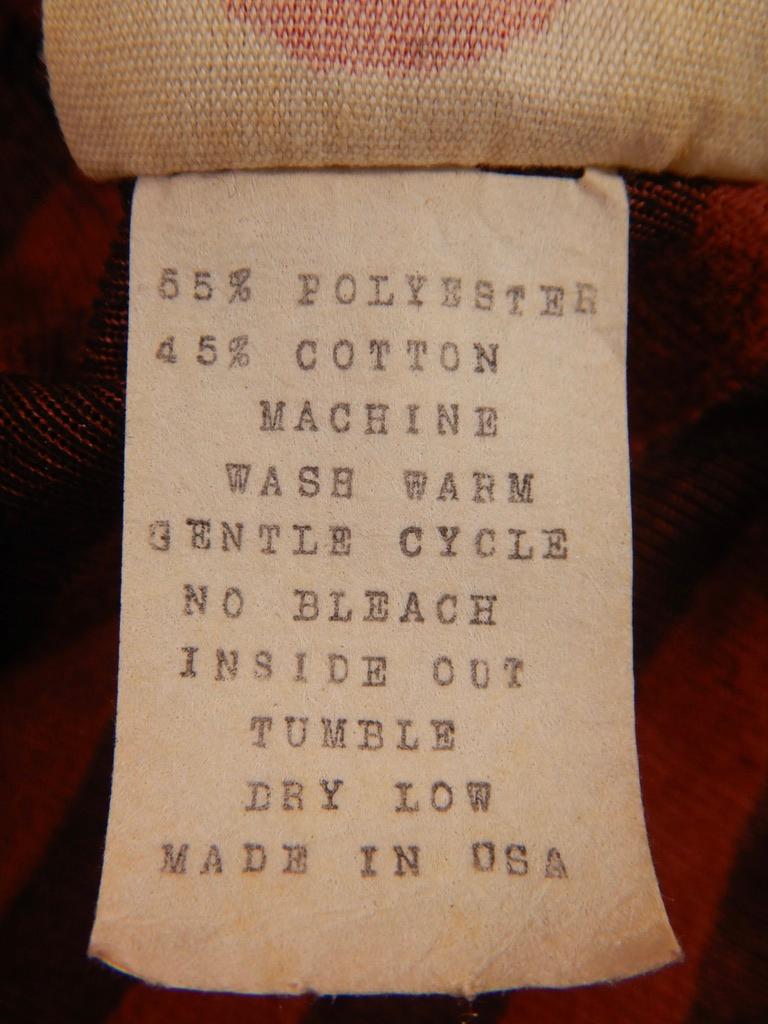 55% POLYESTER
45% COTTON
MACHINE
WASH WARM
GENTLE CYCLE
NO BLEACH
INSIDE OUT
TUMBLE
DRY LOW
MADE IN USA